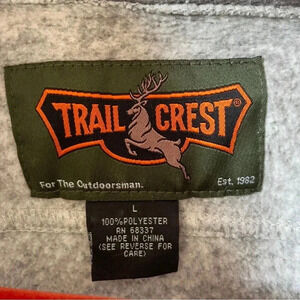 TRAIL CREST®
For The Outdoorsman.
Est. 1982
L
100%POLYESTER
RN 68337
MADE IN CHINA
(SEE REVERSE FOR
CARE)